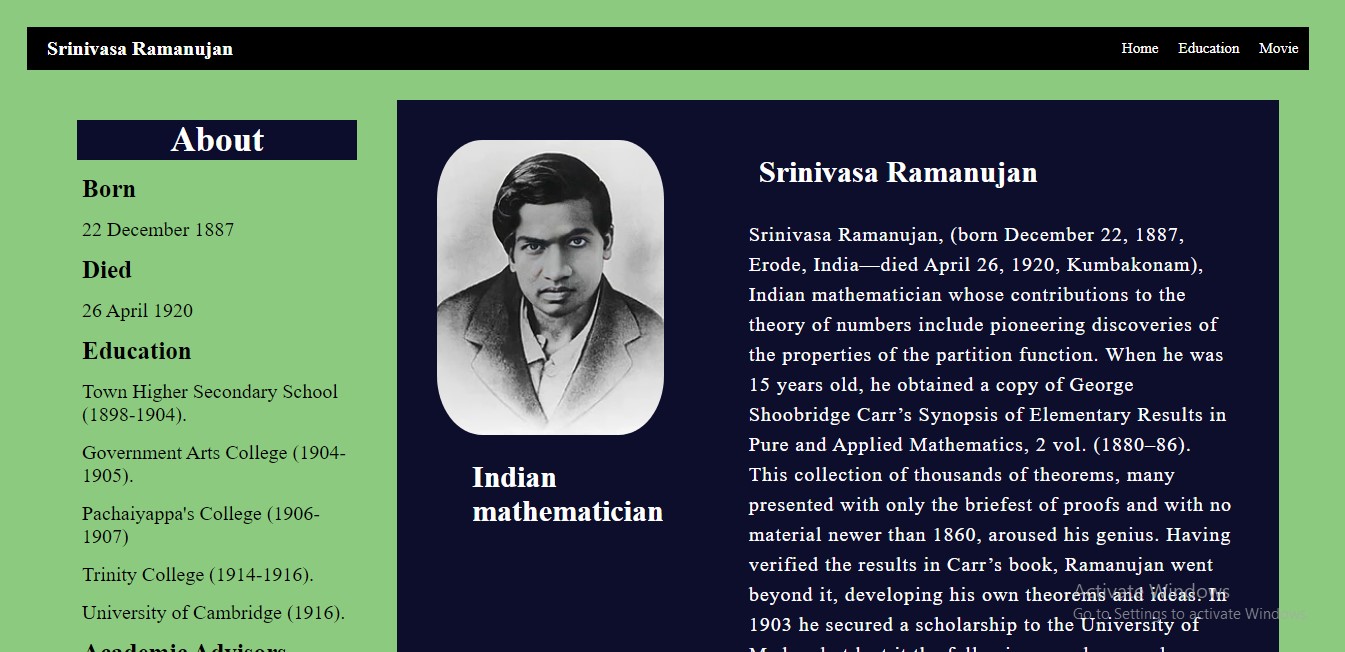 Srinivasa Ramanujan
Home Education Movie
About
Born
22 December 1887
Died
26 April 1920
Education
Town Higher Secondary School
(1898-1904).
Government Arts College (1904-
1905).
Pachaiyappa's College (1906-
1907)
Trinity College (1914-1916).
University of Cambridge (1916).
Academic Advisors
Indian
mathematician
Srinivasa Ramanujan
Srinivasa Ramanujan, (born December 22, 1887,
Erode, India—died April 26, 1920, Kumbakonam),
Indian mathematician whose contributions to the
theory of numbers include pioneering discoveries of
the properties of the partition function. When he was
15 years old, he obtained a copy of George
Shoobridge Carr’s Synopsis of Elementary Results in
Pure and Applied Mathematics, 2 vol. (1880–86).
This collection of thousands of theorems, many
presented with only the briefest of proofs and with no
material newer than 1860, aroused his genius. Having
verified the results in Carr’s book, Ramanujan went
beyond it, developing his own theorems and ideas. In
1903 he secured a scholarship to the University of
Activate Windows
Go to Settings to activate Windows.